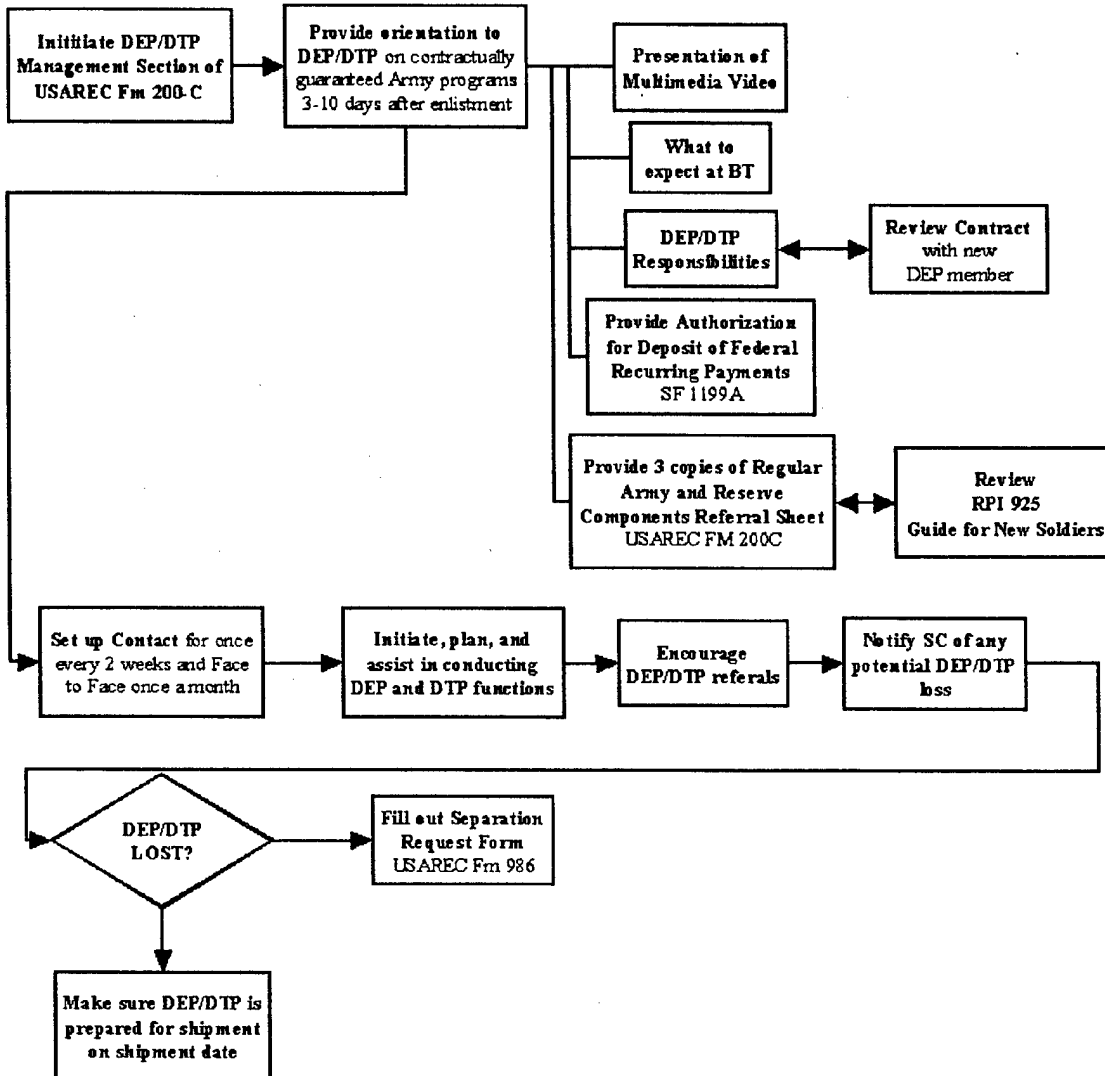 Inititiate DEP/DTP
Management Section of
USAREC Fm 200-C
Provide orientation to
DEP/DTP on contractually
guaranteed Army programs
3-10 days after enlistment
Presentation of
Multimedia Video
What to
expect at BT
DEP/DTP
Responsibilities
Review Contract
with new
DEP member
Provide Authorization
for Deposit of Federal
Recurring Payments
SF 1199A
Provide 3 copies of Regular
Army and Reserve
Components Referral Sheet
USAREC FM 200C
Review
RPI 925
Guide for New Soldiers
Set up Contact for once
every 2 weeks and Face
to Face once a month
Initiate, plan, and
assist in conducting
DEP and DTP functions
Encourage
DEP/DTP referrals
Notify SC of any
potential DEP/DTP
loss
DEP/DTP
LOST?
Fill out Separation
Request Form
USAREC Fm 986
Make sure DEP/DTP is
prepared for shipment
on shipment date